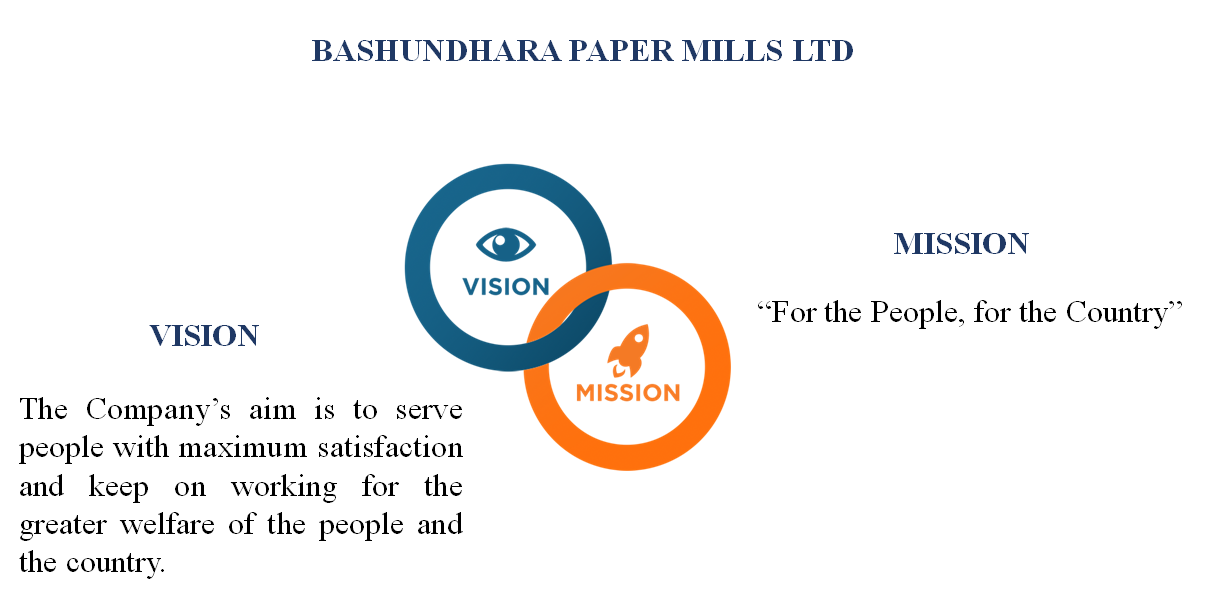 BASHUNDHARA PAPER MILLS LTD
VISION
MISSION
VISION
The Company’s aim is to serve
people with maximum satisfaction
and keep on working for the
greater welfare of the people and
the country.
MISSION
“For the People, for the Country”